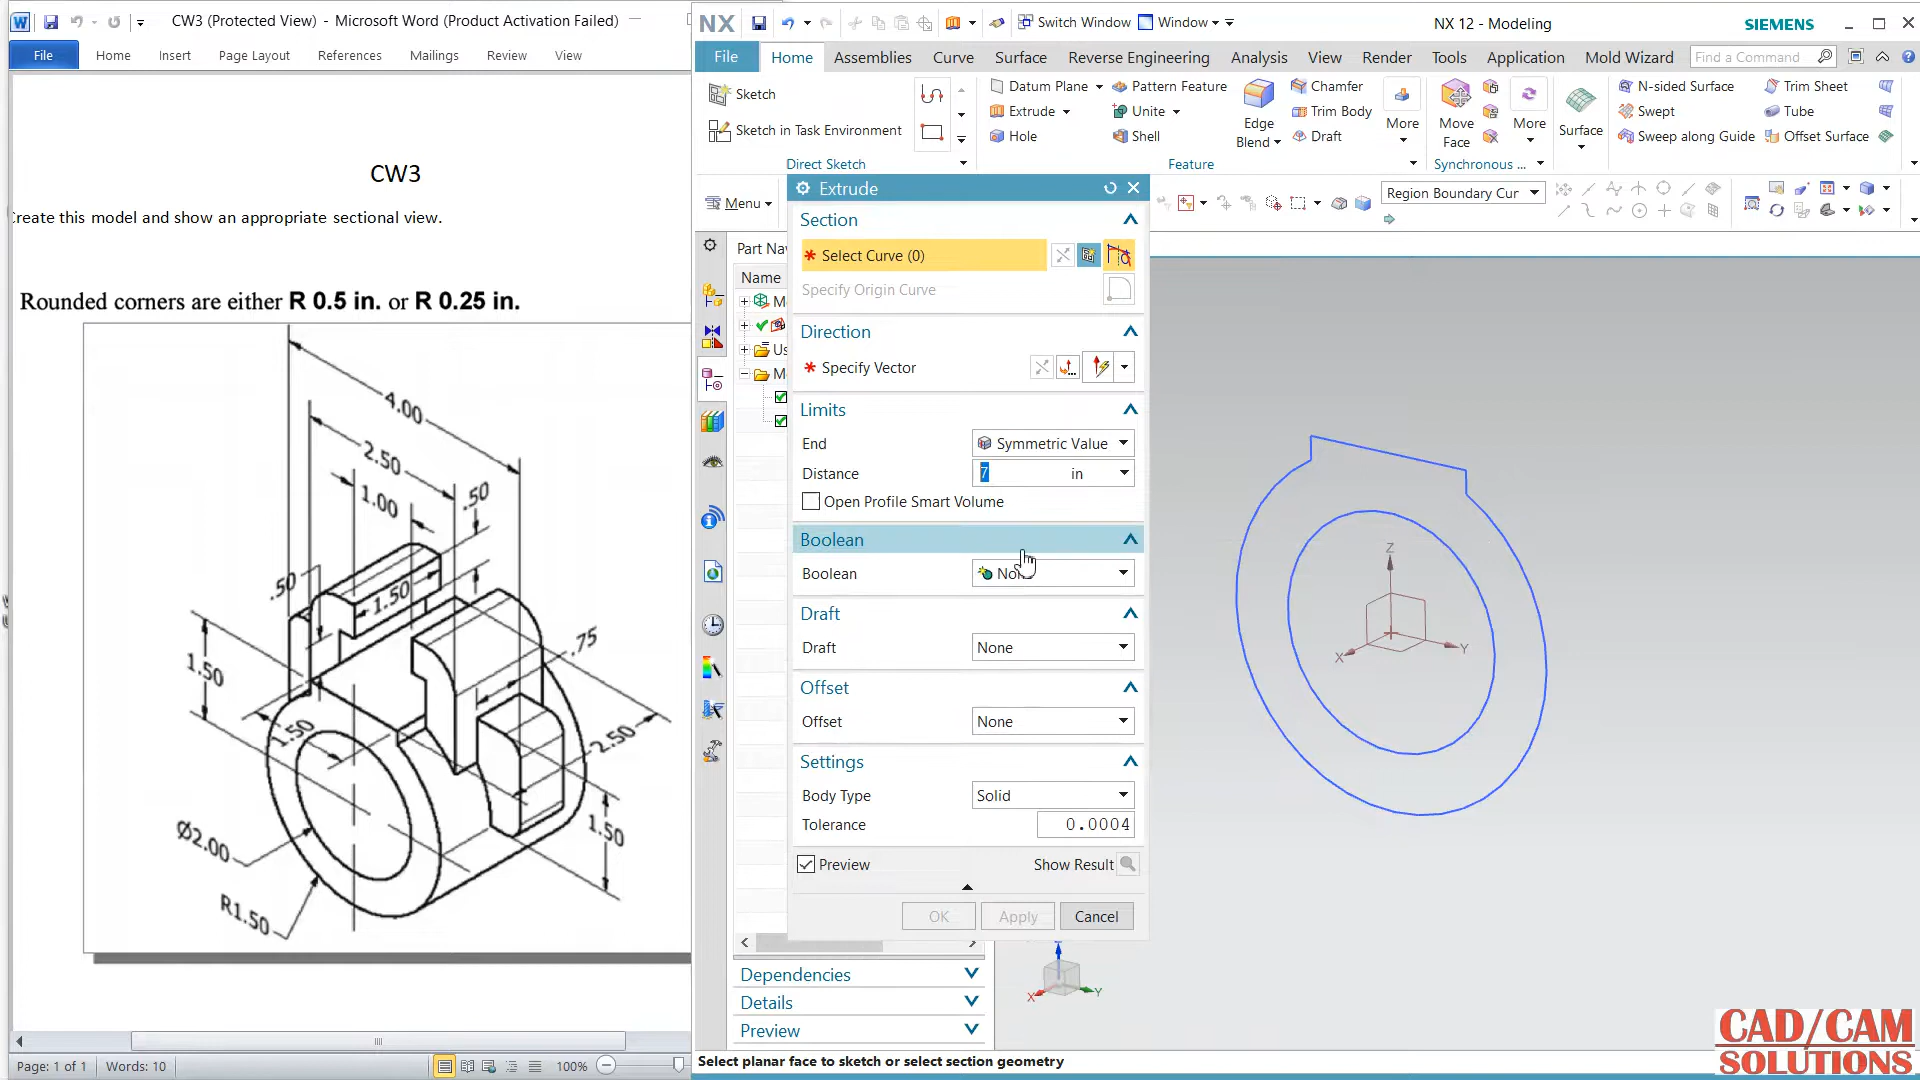 CW3 (Protected View) - Microsoft Word (Product Activation Failed)
File
Home
Insert
Page Layout
References
Mailings
Review
View
CW3
Create this model and show an appropriate sectional view.
Rounded corners are either R 0.5 in. or R 0.25 in.
4.00
2.50
1.00
.50
.50
1.50
.75
1.50
1.50
2.50
1.50
Ø2.00
R1.50
Page: 1 of 1
Words: 10
100%
NX
Switch Window
Window
NX 12 - Modeling
SIEMENS
File
Home
Assemblies
Curve
Surface
Reverse Engineering
Analysis
View
Render
Tools
Application
Mold Wizard
Find a Command
Sketch
Sketch in Task Environment
Direct Sketch
Datum Plane
Extrude
Hole
Pattern Feature
Unite
Shell
Edge Blend
Chamfer
Trim Body
Draft
More
Feature
Move Face
More
Synchronous ...
Surface
N-sided Surface
Swept
Sweep along Guide
Trim Sheet
Tube
Offset Surface
Menu
Region Boundary Cur
Part Na
Name
M
Us
M
Extrude
Section
* Select Curve (0)
Specify Origin Curve
Direction
* Specify Vector
Limits
End
Symmetric Value
Distance
7 in
Open Profile Smart Volume
Boolean
Boolean
None
Draft
Draft
None
Offset
Offset
None
Settings
Body Type
Solid
Tolerance
0.0004
Preview
Show Result
OK
Apply
Cancel
Dependencies
Details
Preview
Z
X
Y
X
Y
Select planar face to sketch or select section geometry
CAD/CAM
SOLUTIONS